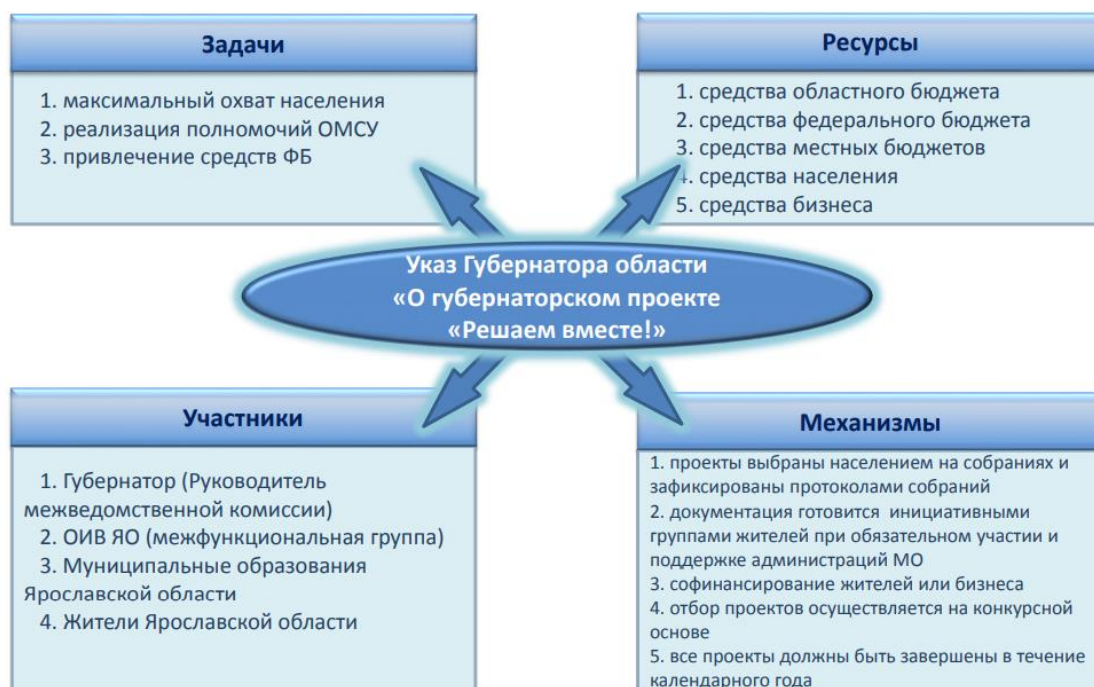 Задачи
1. максимальный охват населения
2. реализация полномочий ОМСУ
3. привлечение средств ФБ
Ресурсы
1. средства областного бюджета
2. средства федерального бюджета
3. средства местных бюджетов
4. средства населения
5. средства бизнеса
Указ Губернатора области
«О губернаторском проекте
«Решаем вместе!»
Участники
1. Губернатор (Руководитель
межведомственной комиссии)
2. ОИВ ЯО (межфункциональная группа)
3. Муниципальные образования
Ярославской области
4. Жители Ярославской области
Механизмы
1. проекты выбраны населением на собраниях и
зафиксированы протоколами собраний
2. документация готовится инициативными
группами жителей при обязательном участии и
поддержке администраций МО
3. софинансирование жителей или бизнеса
4. отбор проектов осуществляется на конкурсной
основе
5. все проекты должны быть завершены в течение
календарного года